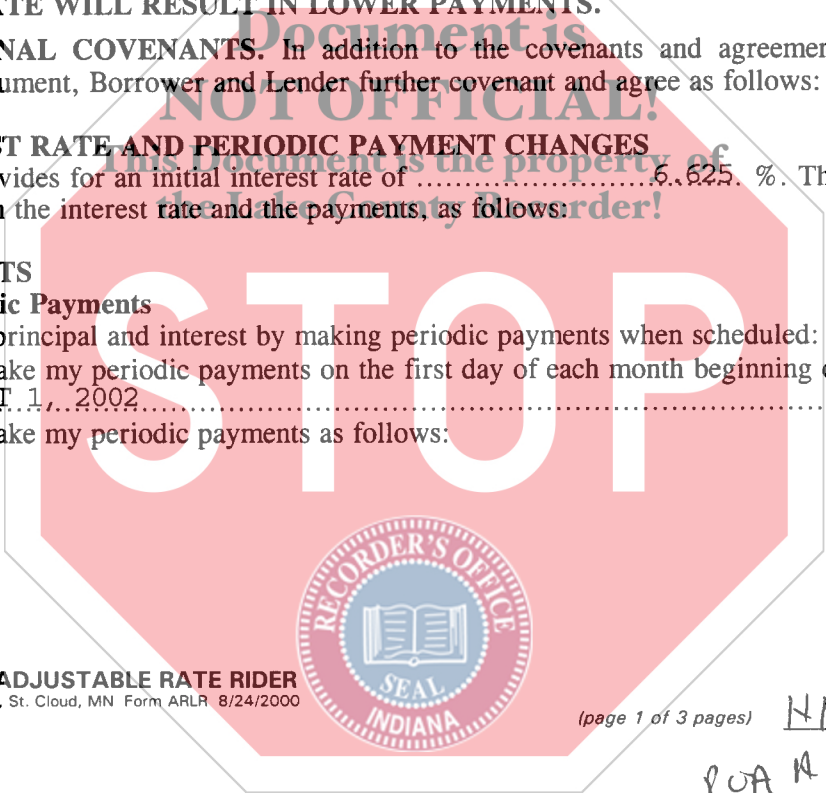 ATE WILL RESULT IN LOWER PAYMENTS.
Document is
NAL COVENANTS. In addition to the covenants and agreemen
ument, Borrower and Lender further covenant and agree as follows:
NOT OFFICIAL!
ST RATE AND PERIODIC PAYMENT CHANGES
This Document is the property of
vides for an initial interest rate of ........................6.625. %. Th
the Lake County Recorder!
n the interest rate and the payments, as follows:
TS
ic Payments
principal and interest by making periodic payments when scheduled:
ake my periodic payments on the first day of each month beginning
T 1, 2002
ake my periodic payments as follows:
STOP
RECORDER'S OFFICE
SEAL
INDIANA
ADJUSTABLE RATE RIDER
, St. Cloud, MN Form ARLR 8/24/2000
(page 1 of 3 pages)